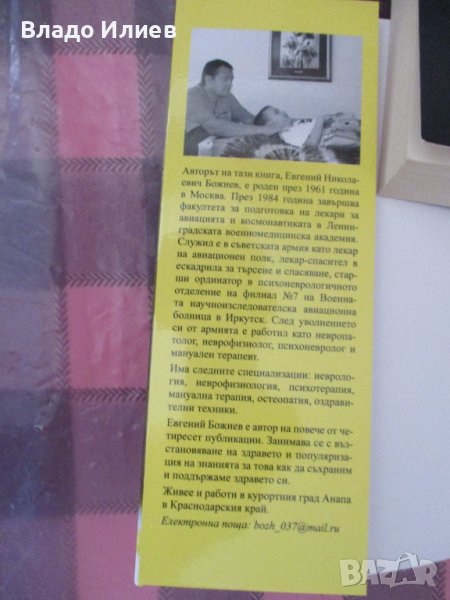 Владо Илиев
Авторът на тази книга, Евгений Никола-
евич Божиев, е роден през 1961 година
в Москва. През 1984 година завършва
факултета за подготовка на лекари за
авиацията и космонавтиката в Ленин-
градската военномедицинска академия.
Служил е в съветската армия като лекар
на авиационен полк, лекар-спасител в
ескадрила за търсене и спасяване, стар-
ши ординатор в психоневрологичното
отделение на филиал №7 на Военна-
та научноизследователска авиационна
болница в Иркутск. След уволнението
си от армията е работил като невропа-
толог, неврофизиолог, психоневролог и
мануален терапевт.
Има следните специализации: невроло-
гия, неврофизиология, психотерапия,
мануална терапия, остеопатия, оздрави-
телни техники.
Евгений Божиев е автор на повече от че-
тиресет публикации. Занимава се с въз-
становяване на здравето и популяриза-
ция на знанията за това как да съхраним
и поддържаме здравето си.
Живее и работи в курортния град Анапа
в Краснодарския край.
Електронна поща: bozh_037@mail.ru
BAZAR